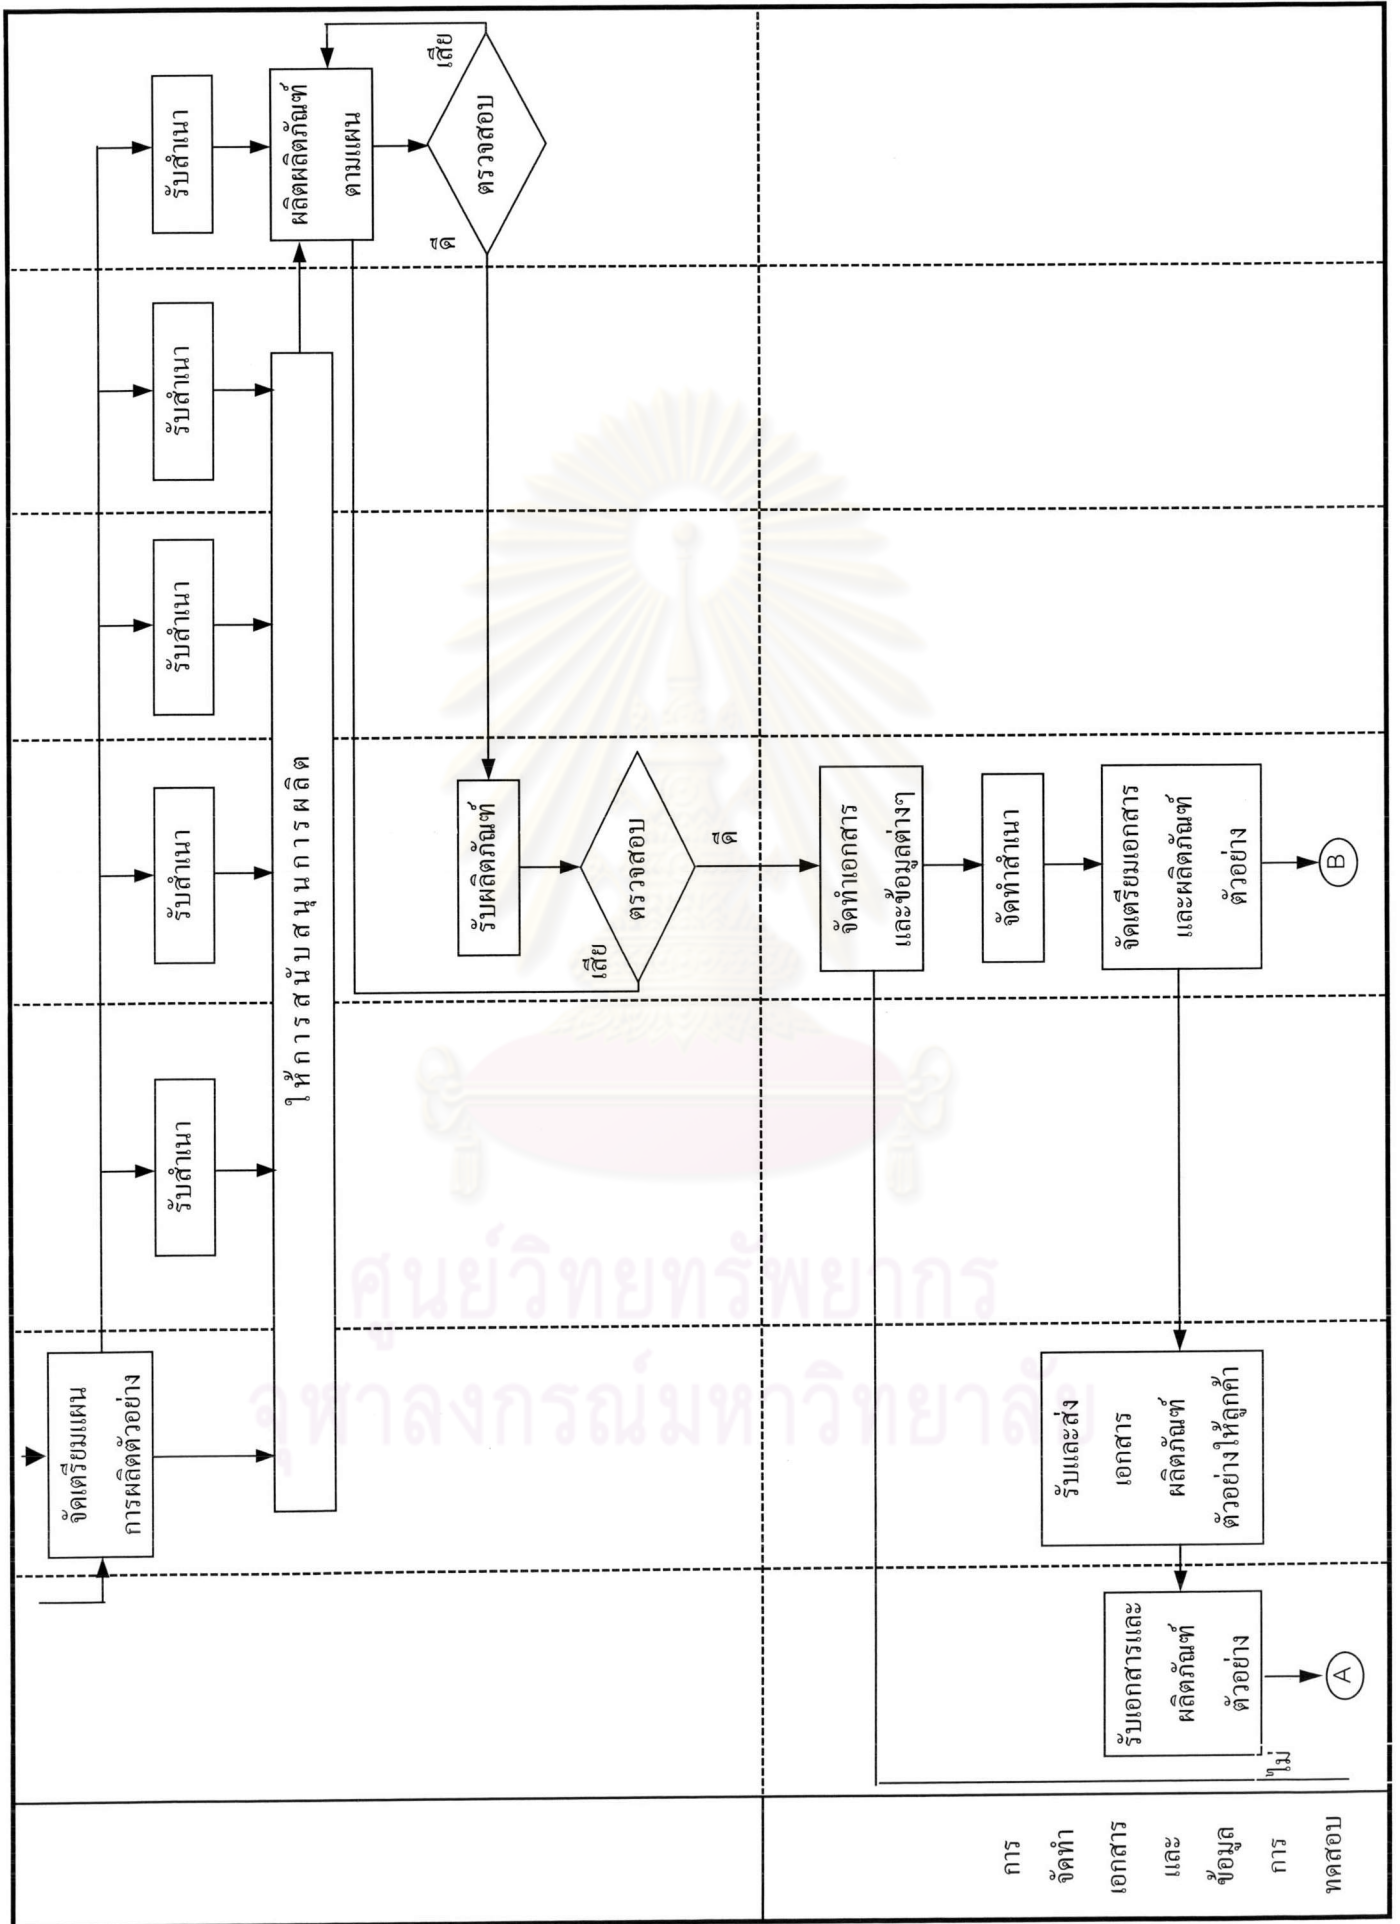 จัดเตรียมแผน
การผลิตตัวอย่าง
รับสำเนา
รับสำเนา
รับสำเนา
รับสำเนา
รับสำเนา
ให้การสนับสนุนการผลิต
ผลิตผลิตภัณฑ์
ตามแผน
ดี
เสีย
ตรวจสอบ
รับผลิตภัณฑ์
เสีย
ตรวจสอบ
ดี
การ
จัดทำ
เอกสาร
และ
ข้อมูล
การ
ทดสอบ
จัดทำเอกสาร
และข้อมูลต่างๆ
จัดทำสำเนา
จัดเตรียมเอกสาร
และผลิตภัณฑ์
ตัวอย่าง
B
รับและส่ง
เอกสาร
ผลิตภัณฑ์
ตัวอย่างให้ลูกค้า
รับเอกสารและ
ผลิตภัณฑ์
ตัวอย่าง
ไม่
A
ศูนย์วิทยทรัพยากร
จุฬาลงกรณ์มหาวิทยาลัย